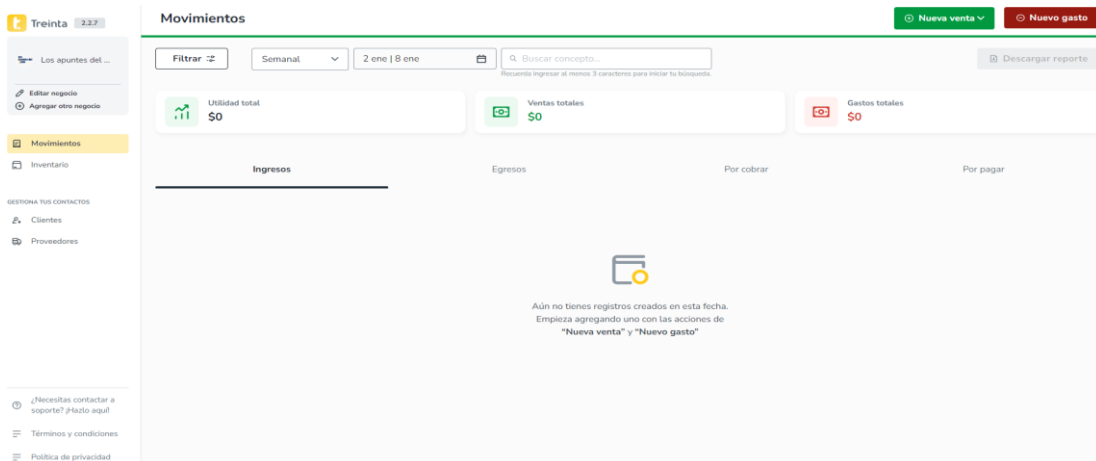 Treinta 2.2.7
Los apuntes del ...
Editar negocio
Agregar otro negocio
Movimientos
Inventario
GESTIONA TUS CONTACTOS
Clientes
Proveedores
¿Necesitas contactar a
soporte? ¡Hazlo aquí!
Términos y condiciones
Política de privacidad
Movimientos
Nueva venta
Nuevo gasto
Filtrar
Semanal
2 ene | 8 ene
Buscar concepto...
Recuerda ingresar al menos 3 caracteres para iniciar tu búsqueda.
Descargar reporte
Utilidad total
$0
Ventas totales
$0
Gastos totales
$0
Ingresos
Egresos
Por cobrar
Por pagar
Aún no tienes registros creados en esta fecha.
Empieza agregando uno con las acciones de
“Nueva venta” y “Nuevo gasto”